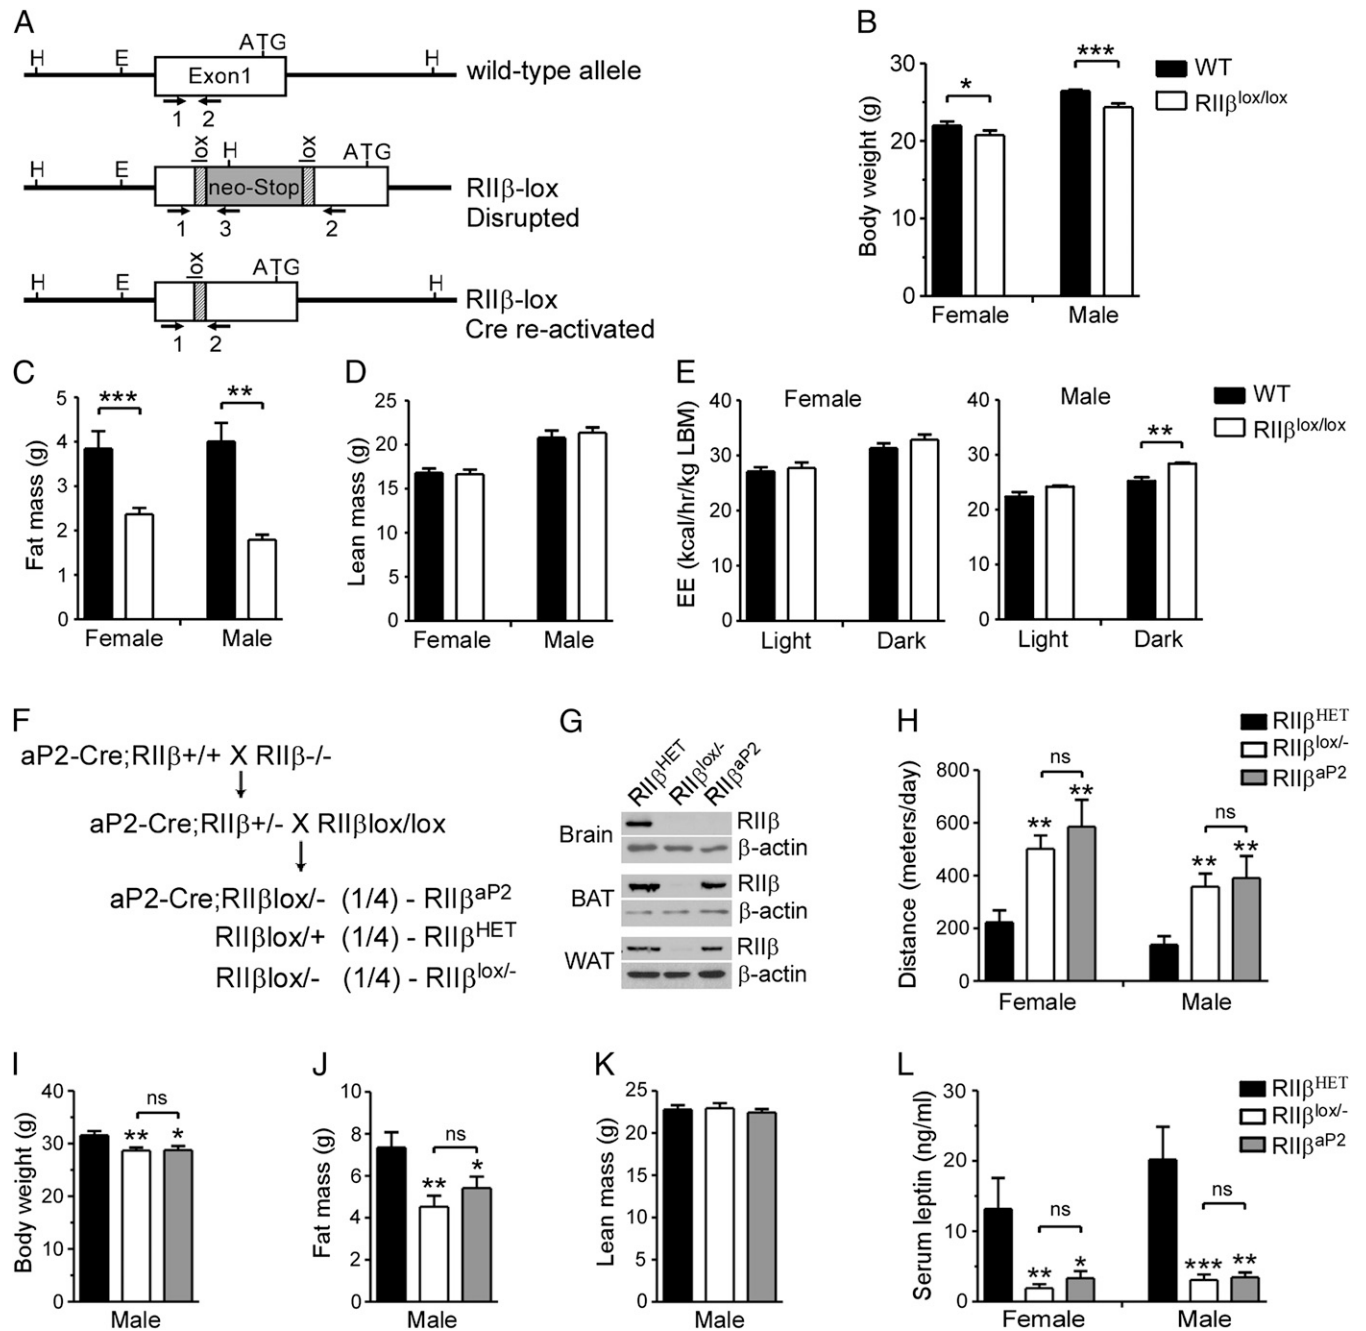 A
H E ATG H
Exon1
wild-type allele
1 2
lox H lox ATG
H E
neo-Stop
RIIβ-lox
Disrupted
1 3 2
lox ATG
H E H
RIIβ-lox
Cre re-activated
1 2
B
Body weight (g)
30
20
10
0
* ***
Female Male
WT
RIIβlox/lox
C
Fat mass (g)
5
4
3
2
1
0
*** **
Female Male
D
Lean mass (g)
25
20
15
10
5
0
Female Male
E
EE (kcal/hr/kg LBM)
40
30
20
10
0
Female
Light Dark
40
30
20
10
0
Male
**
Light Dark
WT
RIIβlox/lox
F
aP2-Cre;RIIβ+/+ X RIIβ-/-
aP2-Cre;RIIβ+/- X RIIβlox/lox
aP2-Cre;RIIβlox/- (1/4) - RIIβaP2
RIIβlox/+ (1/4) - RIIβHET
RIIβlox/- (1/4) - RIIβlox/-
G
RIIβHET RIIβlox/- RIIβaP2
Brain
RIIβ
β-actin
BAT
RIIβ
β-actin
WAT
RIIβ
β-actin
H
Distance (meters/day)
800
600
400
200
0
ns
** **
ns
** **
Female Male
RIIβHET
RIIβlox/-
RIIβaP2
I
Body weight (g)
40
30
20
10
0
ns
** *
Male
J
Fat mass (g)
10
8
6
4
2
0
ns
** *
Male
K
Lean mass (g)
25
20
15
10
5
0
Male
L
Serum leptin (ng/ml)
30
20
10
0
ns
** *
ns
*** **
Female Male
RIIβHET
RIIβlox/-
RIIβaP2